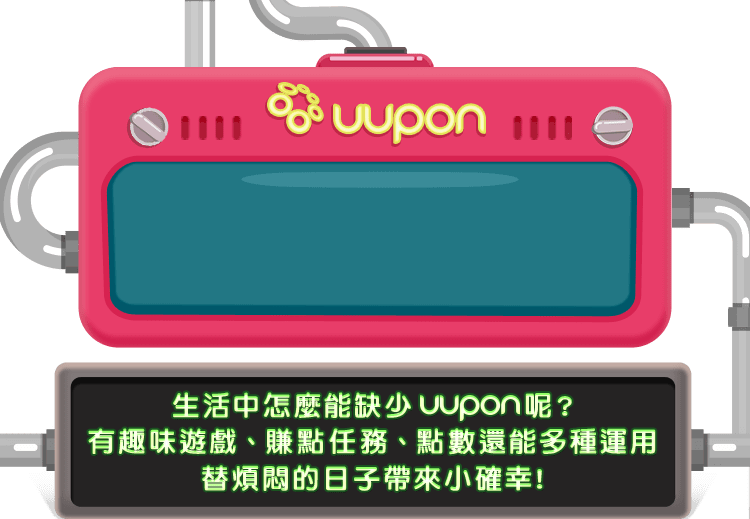 uupon
生活中怎麼能缺少uupon呢?
有趣味遊戲、賺點任務、點數還能多種運用
替煩悶的日子帶來小確幸!